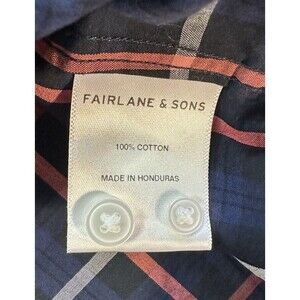 FAIRLANE & SONS
100% COTTON
MADE IN HONDURAS